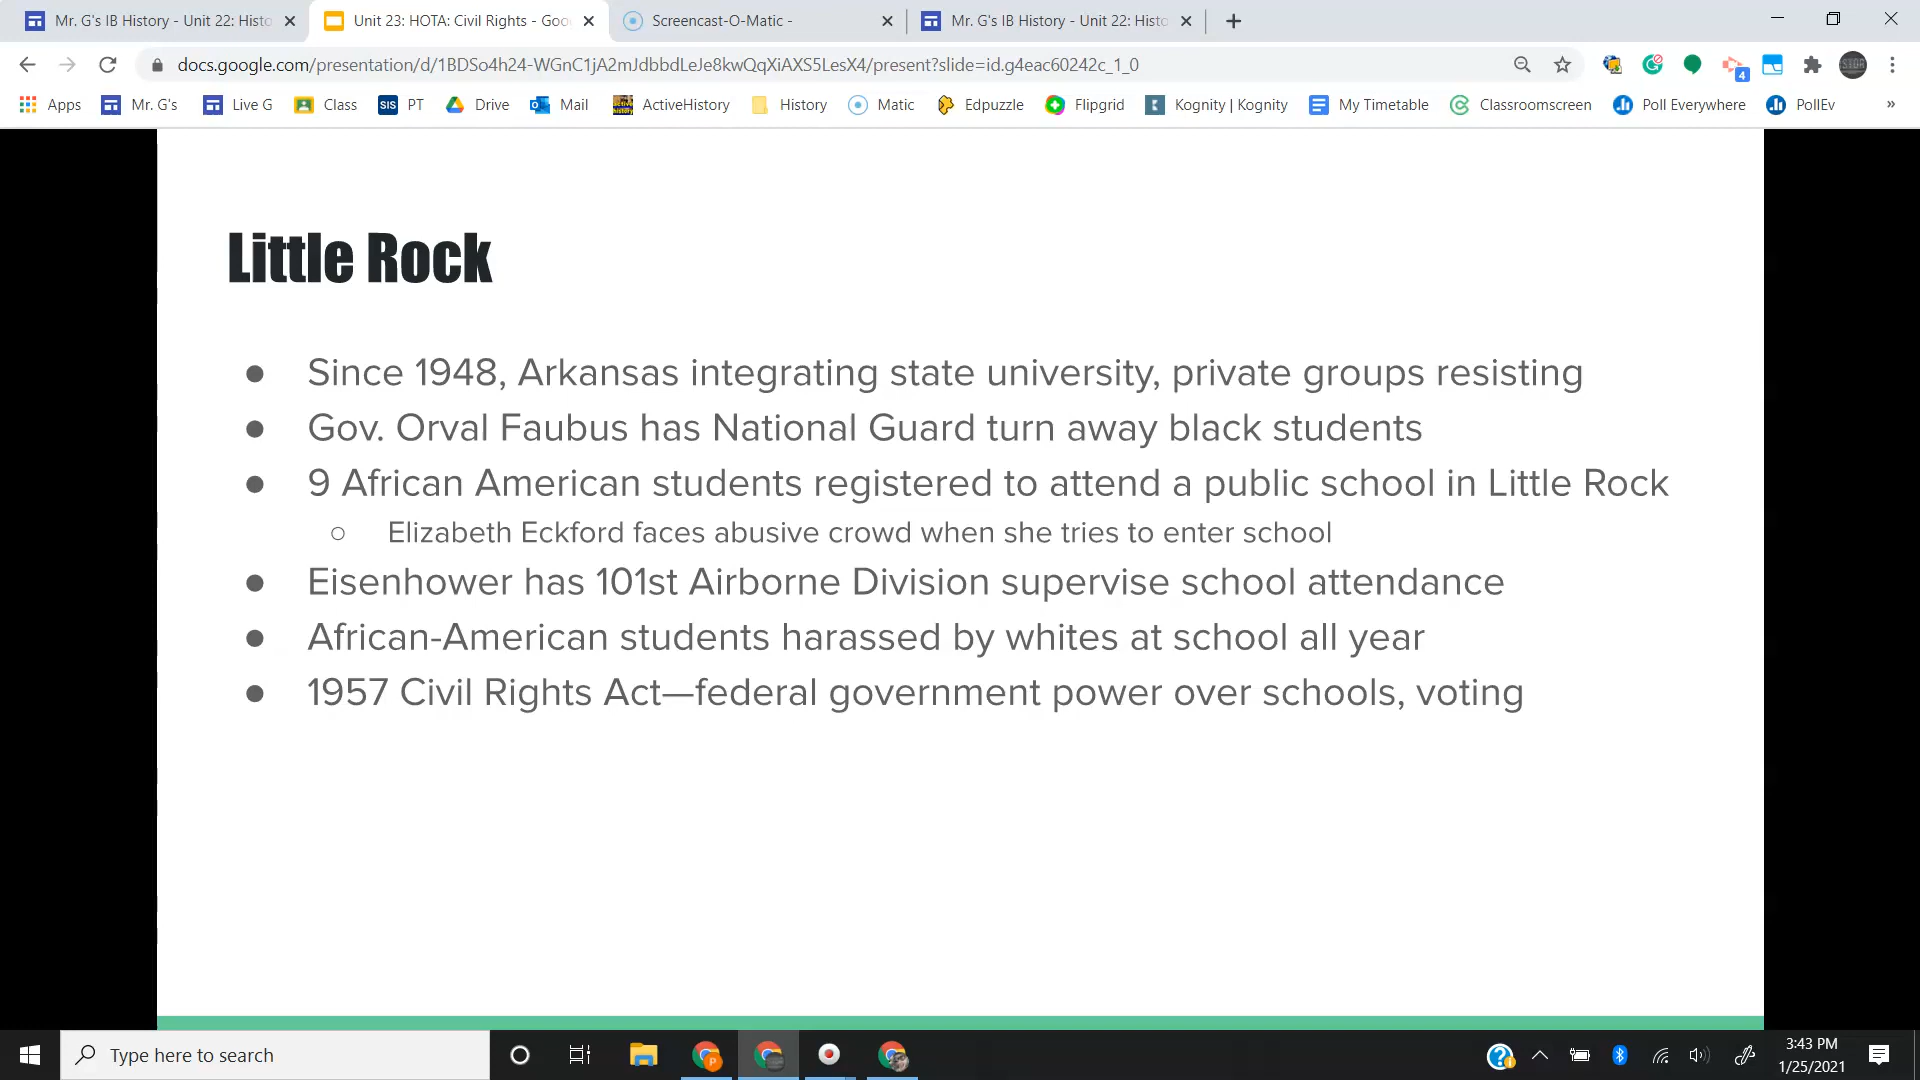 Mr. G's IB History - Unit 22: Histo
Unit 23: HOTA: Civil Rights - Goo
Screencast-O-Matic -
Mr. G's IB History - Unit 22: Histo
docs.google.com/presentation/d/1BDSo4h24-WGnC1jA2mJdbbdLeJe8kwQqXiAXS5LesX4/present?slide=id.g4eac60242c_1_0
4
Apps Mr. G's Live G Class SIS PT Drive Mail ActiveHistory History Matic Edpuzzle Flipgrid Kognity | Kognity My Timetable Classroomscreen Poll Everywhere PollEv »
Little Rock
● Since 1948, Arkansas integrating state university, private groups resisting
● Gov. Orval Faubus has National Guard turn away black students
● 9 African American students registered to attend a public school in Little Rock
○ Elizabeth Eckford faces abusive crowd when she tries to enter school
● Eisenhower has 101st Airborne Division supervise school attendance
● African-American students harassed by whites at school all year
● 1957 Civil Rights Act—federal government power over schools, voting
Type here to search
3:43 PM
1/25/2021